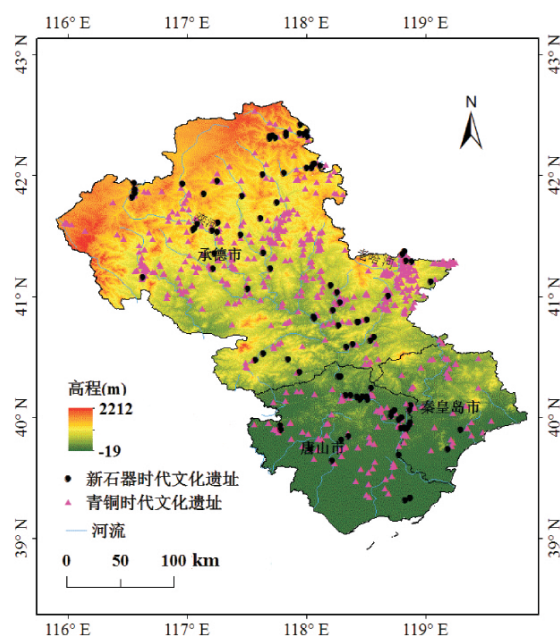 116° E 117° E 118° E 119° E
43° N 43° N
N
42° N 42° N
承德市
41° N 41° N
高程(m)
2212
-19
40° N 秦皇岛市 40° N
唐山市
新石器时代文化遗址
青铜时代文化遗址
河流
39° N 39° N
0 50 100 km
116° E 117° E 118° E 119° E